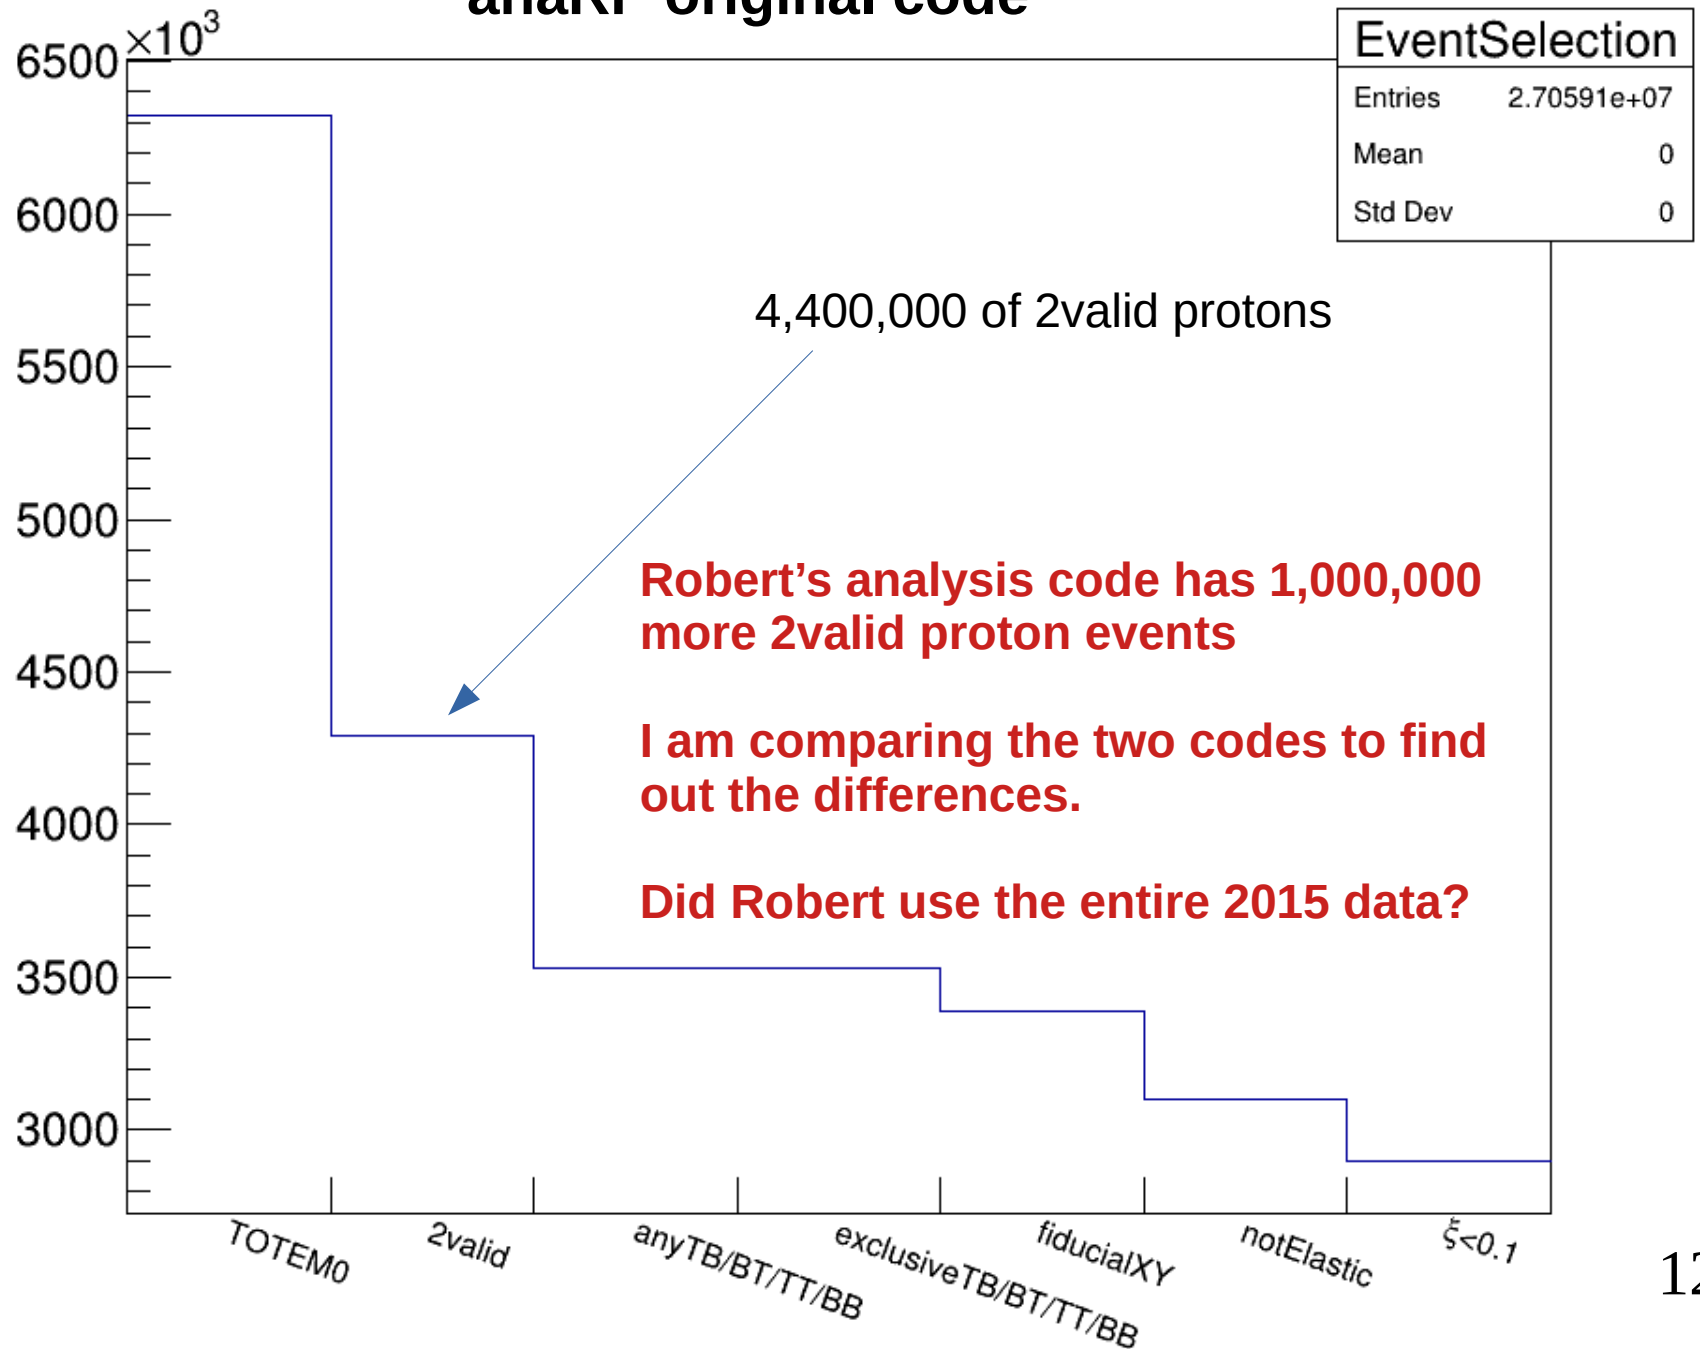 original code
×10³
6500
6000
5500
5000
4500
4000
3500
3000
EventSelection
Entries 2.70591e+07
Mean 0
Std Dev 0
4,400,000 of 2valid protons
Robert’s analysis code has 1,000,000
more 2valid proton events
I am comparing the two codes to find
out the differences.
Did Robert use the entire 2015 data?
TOTEM0
2valid
anyTB/BT/TT/BB
exclusiveTB/BT/TT/BB
fiducialXY
notElastic
ξ<0.1
12